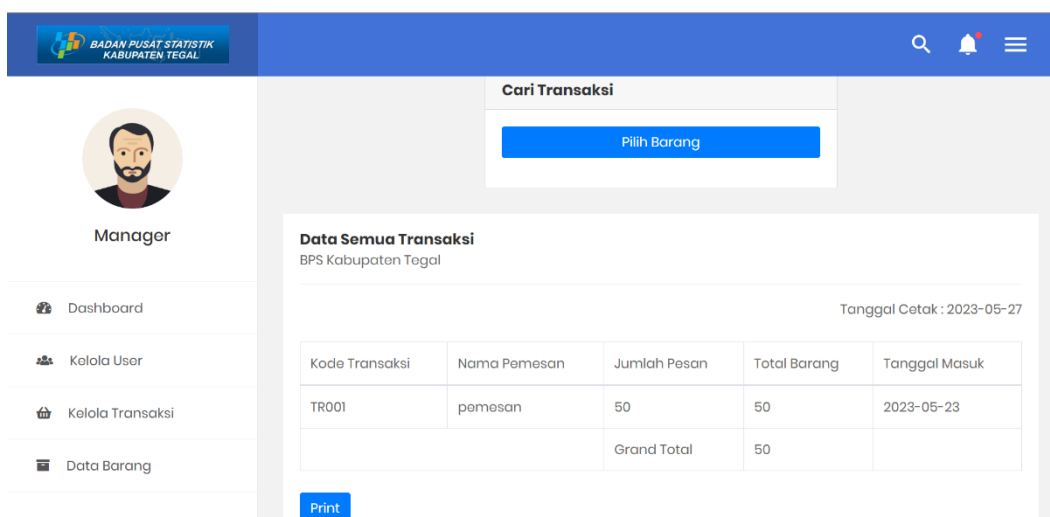 BADAN PUSAT STATISTIK
KABUPATEN TEGAL
Manager
Dashboard
Kelola User
Kelola Transaksi
Data Barang
Cari Transaksi
Pilih Barang
Data Semua Transaksi
BPS Kabupaten Tegal
Tanggal Cetak : 2023-05-27
Kode Transaksi Nama Pemesan Jumlah Pesan Total Barang Tanggal Masuk
TR001 pemesan 50 50 2023-05-23
Grand Total 50
Print